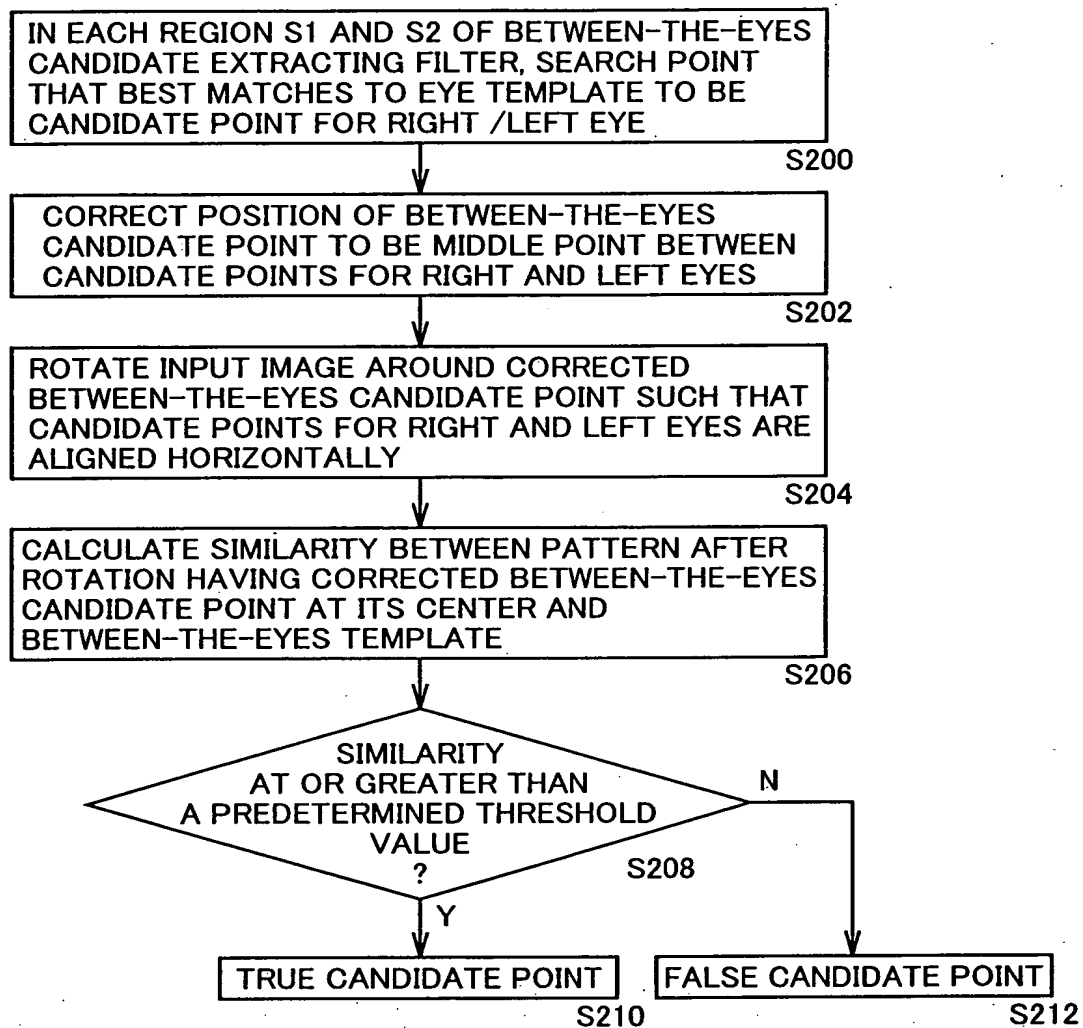 IN EACH REGION S1 AND S2 OF BETWEEN-THE-EYES
CANDIDATE EXTRACTING FILTER, SEARCH POINT
THAT BEST MATCHES TO EYE TEMPLATE TO BE
CANDIDATE POINT FOR RIGHT /LEFT EYE
S200
CORRECT POSITION OF BETWEEN-THE-EYES
CANDIDATE POINT TO BE MIDDLE POINT BETWEEN
CANDIDATE POINTS FOR RIGHT AND LEFT EYES
S202
ROTATE INPUT IMAGE AROUND CORRECTED
BETWEEN-THE-EYES CANDIDATE POINT SUCH THAT
CANDIDATE POINTS FOR RIGHT AND LEFT EYES ARE
ALIGNED HORIZONTALLY
S204
CALCULATE SIMILARITY BETWEEN PATTERN AFTER
ROTATION HAVING CORRECTED BETWEEN-THE-EYES
CANDIDATE POINT AT ITS CENTER AND
BETWEEN-THE-EYES TEMPLATE
S206
SIMILARITY
AT OR GREATER THAN
A PREDETERMINED THRESHOLD
VALUE
?
S208
N
Y
TRUE CANDIDATE POINT
S210
FALSE CANDIDATE POINT
S212